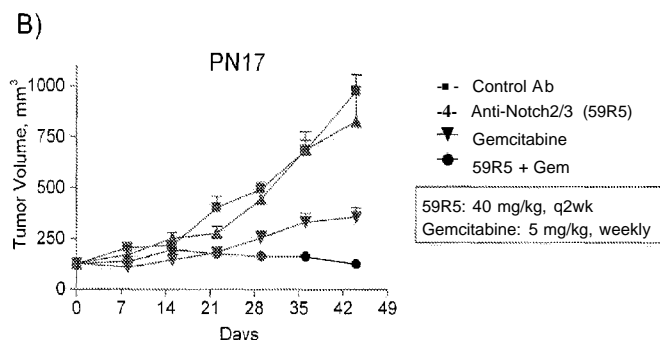 B)
PN17
Tumor Volume, mm³
1000
750
500
250
0
0 7 14 21 28 35 42 49
Days
Control Ab
Anti-Notch2/3 (59R5)
Gemcitabine
59R5 + Gem
59R5: 40 mg/kg, q2wk
Gemcitabine: 5 mg/kg, weekly